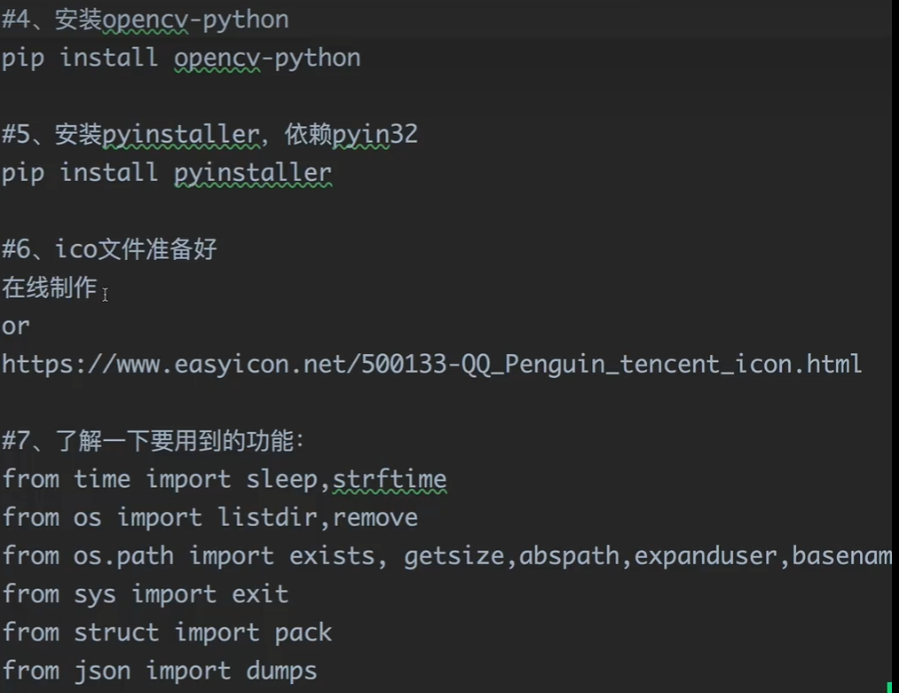 #4、安装opencv-python
pip install opencv-python
#5、安装pyinstaller，依赖pyin32
pip install pyinstaller
#6、ico文件准备好
在线制作
or
https://www.easyicon.net/500133-QQ_Penguin_tencent_icon.html
#7、了解一下要用到的功能：
from time import sleep,strftime
from os import listdir,remove
from os.path import exists, getsize,abspath,expanduser,basenam
from sys import exit
from struct import pack
from json import dumps